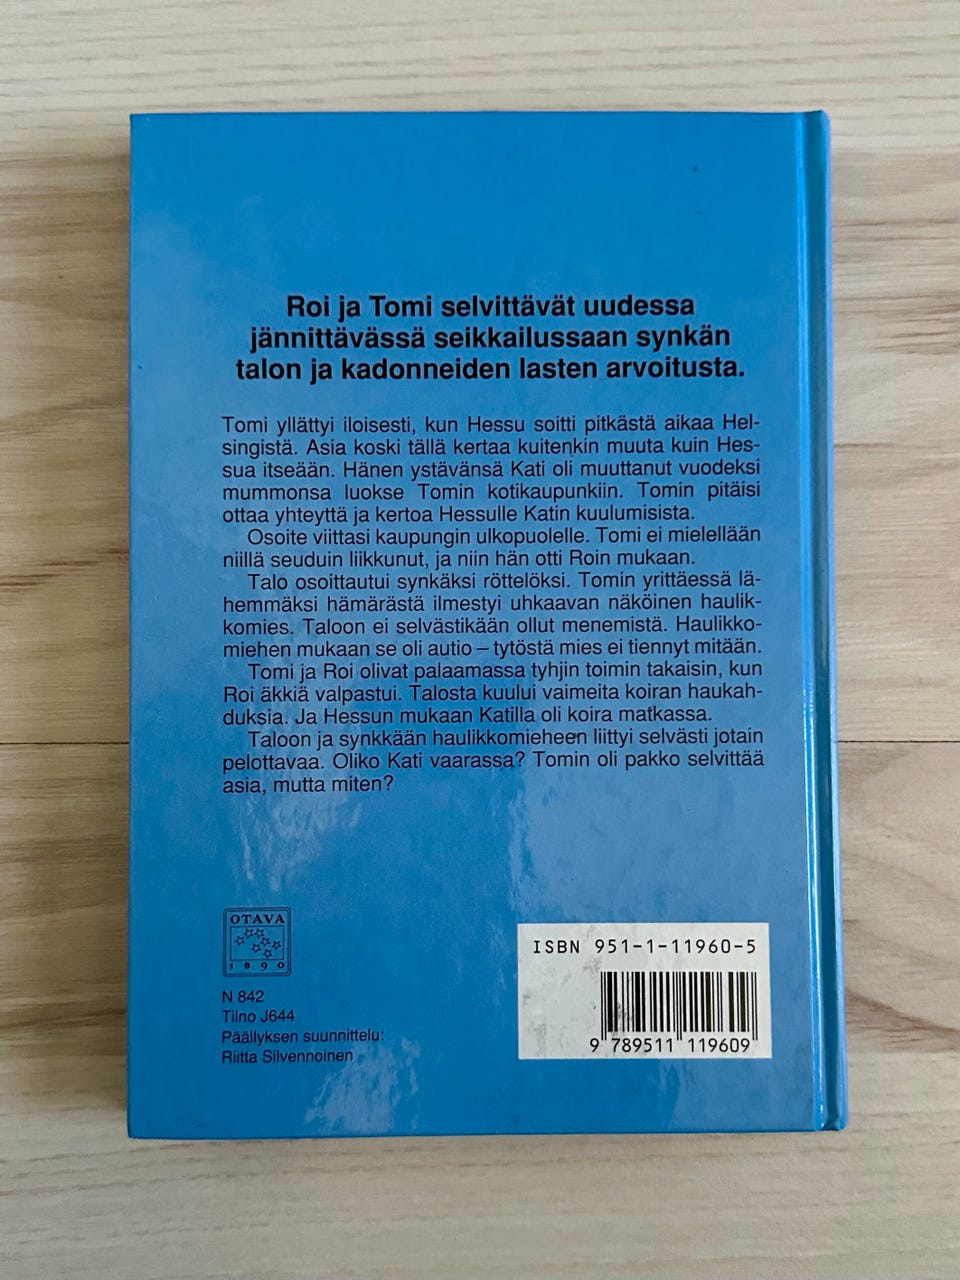 Roi ja Tomi selvittävät uudessa
jännittävässä seikkailussaan synkän
talon ja kadonneiden lasten arvoitusta.
Tomi yllättyi iloisesti, kun Hessu soitti pitkästä aikaa Hel-
singistä. Asia koski tällä kertaa kuitenkin muuta kuin Hes-
sua itseään. Hänen ystävänsä Kati oli muuttanut vuodeksi
mummonsa luokse Tomin kotikaupunkiin. Tomin pitäisi
ottaa yhteyttä ja kertoa Hessulle Katin kuulumisista.
Osoite viittasi kaupungin ulkopuolelle. Tomi ei mielellään
niillä seuduin liikkunut, ja niin hän otti Roin mukaan.
Talo osoittautui synkäksi röttelöksi. Tomin yrittäessä lä-
hemmäksi hämärästä ilmestyi uhkaavan näköinen haulik-
komies. Taloon ei selvästikään ollut menemistä. Haulikko-
miehen mukaan se oli autio – tytöstä mies ei tiennyt mitään.
Tomi ja Roi olivat palaamassa tyhjin toimin takaisin, kun
Roi äkkiä valpastui. Talosta kuului vaimeita koiran haukah-
duksia. Ja Hessun mukaan Katilla oli koira matkassa.
Taloon ja synkkään haulikkomieheen liittyi selvästi jotain
pelottavaa. Oliko Kati vaarassa? Tomin oli pakko selvittää
asia, mutta miten?
OTAVA
1890
N 842
Tilno J644
Päällyksen suunnittelu:
Riitta Silvennoinen
ISBN 951-1-11960-5
9 789511 119609